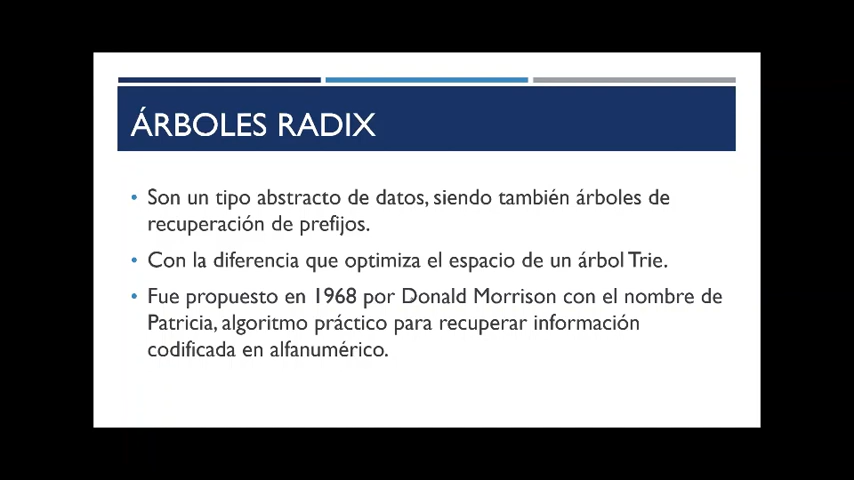 ÁRBOLES RADIX
• Son un tipo abstracto de datos, siendo también árboles de
recuperación de prefijos.
• Con la diferencia que optimiza el espacio de un árbol Trie.
• Fue propuesto en 1968 por Donald Morrison con el nombre de
Patricia, algoritmo práctico para recuperar información
codificada en alfanumérico.